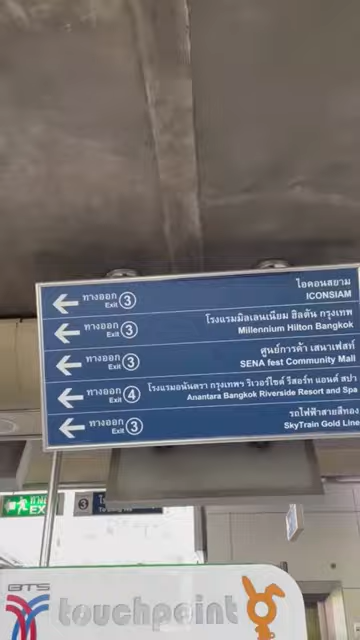 ทางออก Exit 3 ไอคอนสยาม
ICONSIAM
ทางออก Exit 3 โรงแรมมิลเลนเนียม ฮิลตัน กรุงเทพ
Millennium Hilton Bangkok
ทางออก Exit 3 ศูนย์การค้า เสนาเฟสท์
SENA fest Community Mall
ทางออก Exit 4 โรงแรมอนันตรา กรุงเทพฯ ริเวอร์ไซด์ รีสอร์ท แอนด์ สปา
Anantara Bangkok Riverside Resort and Spa
ทางออก Exit 3 รถไฟฟ้าสายสีทอง
SkyTrain Gold Line
3
BTS
touchpoint